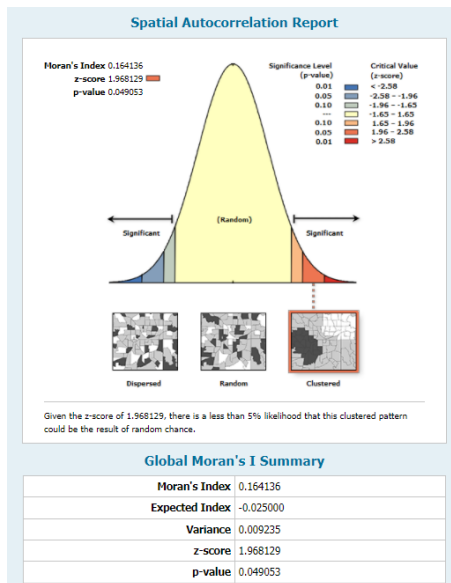 Spatial Autocorrelation Report
Moran's Index 0.164136
z-score 1.968129
p-value 0.049053
Significance Level
(p-value)
Critical Value
(z-score)
0.01 < -2.58
0.05 -2.58 - -1.96
0.10 -1.96 - -1.65
--- -1.65 - 1.65
0.10 1.65 - 1.96
0.05 1.96 - 2.58
0.01 > 2.58
(Random)
Significant Significant
Dispersed Random Clustered
Given the z-score of 1.968129, there is a less than 5% likelihood that this clustered pattern
could be the result of random chance.
Global Moran's I Summary
Moran's Index 0.164136
Expected Index -0.025000
Variance 0.009235
z-score 1.968129
p-value 0.049053